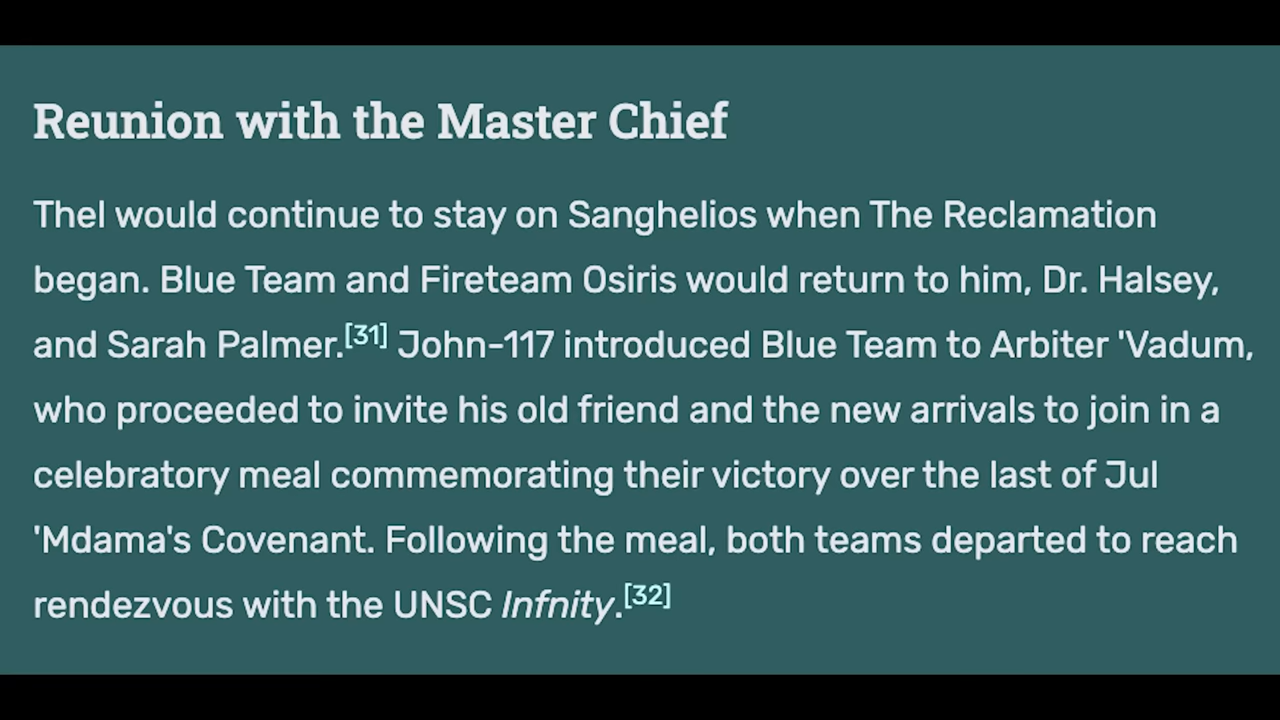 Reunion with the Master Chief
Thel would continue to stay on Sanghelios when The Reclamation
began. Blue Team and Fireteam Osiris would return to him, Dr. Halsey,
and Sarah Palmer.[31] John-117 introduced Blue Team to Arbiter 'Vadum,
who proceeded to invite his old friend and the new arrivals to join in a
celebratory meal commemorating their victory over the last of Jul
'Mdama's Covenant. Following the meal, both teams departed to reach
rendezvous with the UNSC Infnity.[32]